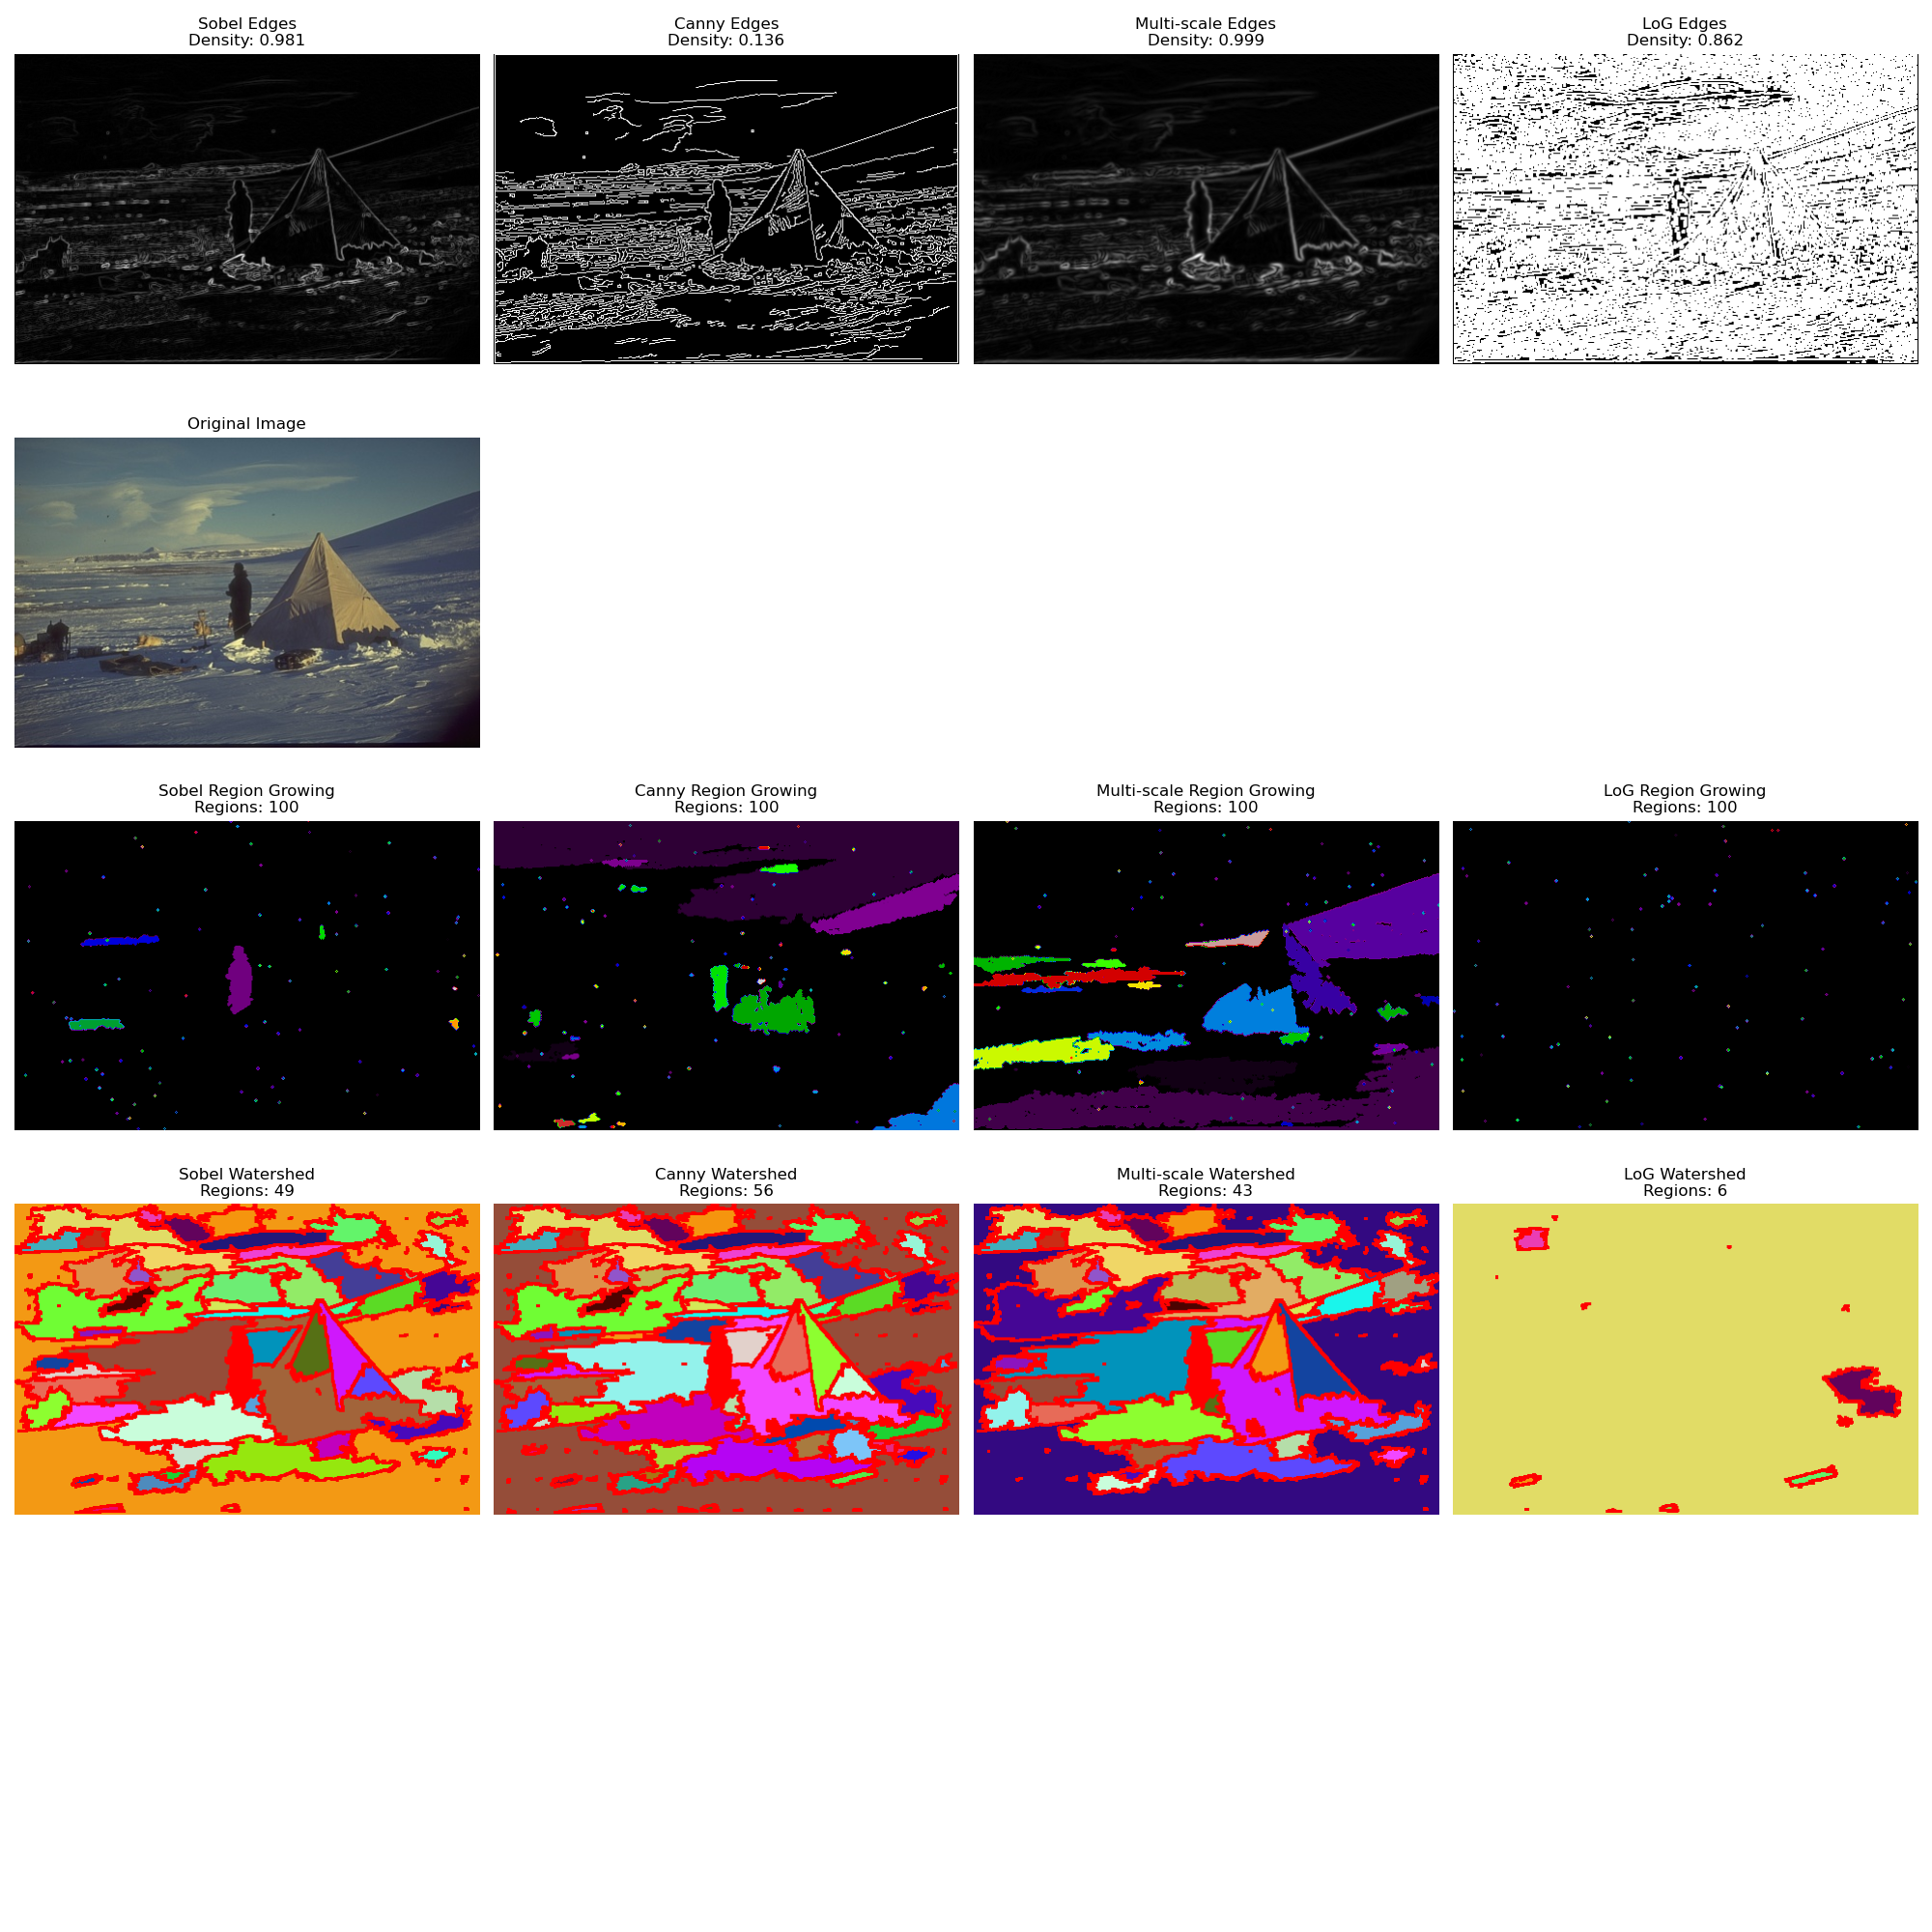 Sobel Edges
Density: 0.981
Canny Edges
Density: 0.136
Multi-scale Edges
Density: 0.999
LoG Edges
Density: 0.862
Original Image
Sobel Region Growing
Regions: 100
Canny Region Growing
Regions: 100
Multi-scale Region Growing
Regions: 100
LoG Region Growing
Regions: 100
Sobel Watershed
Regions: 49
Canny Watershed
Regions: 56
Multi-scale Watershed
Regions: 43
LoG Watershed
Regions: 6